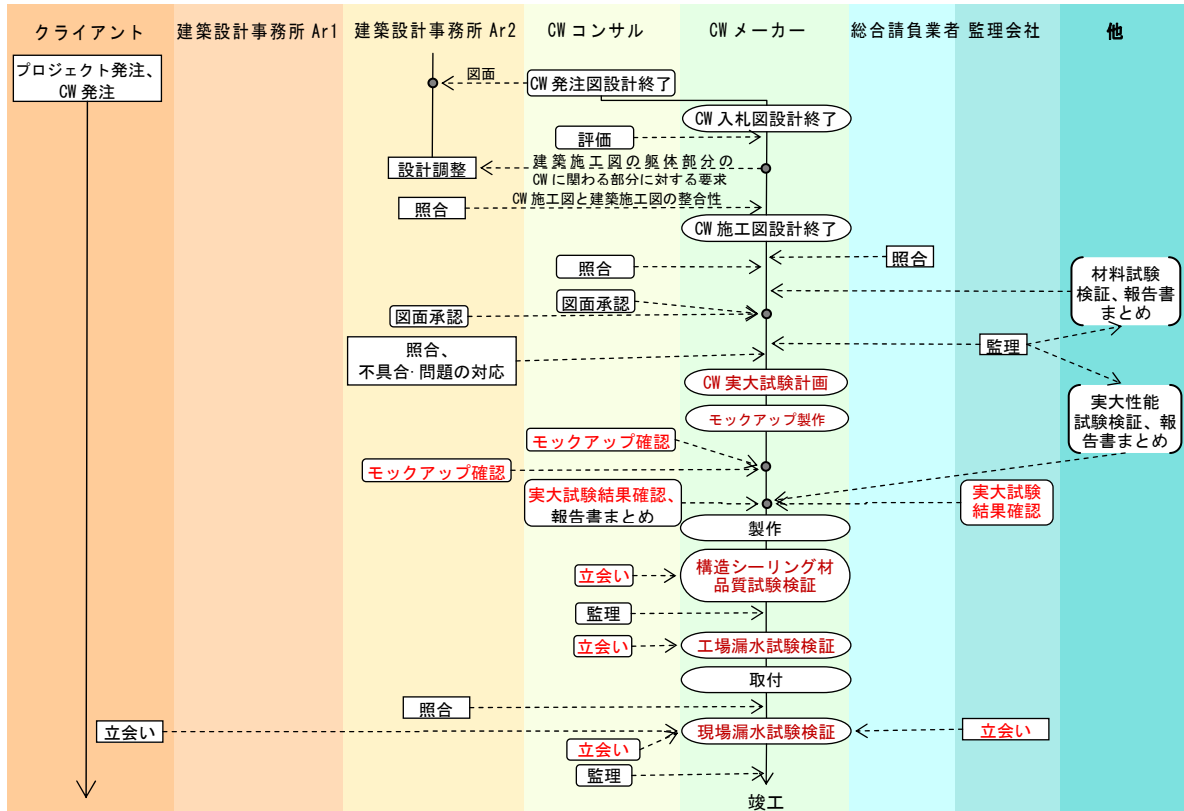 クライアント
建築設計事務所 Ar1
建築設計事務所 Ar2
CW コンサル
CW メーカー
総合請負業者
監理会社
他
プロジェクト発注、
CW 発注
図面
CW 発注図設計終了
CW 入札図設計終了
評価
設計調整
建築施工図の躯体部分の
CW に関わる部分に対する要求
照合
CW 施工図と建築施工図の整合性
CW 施工図設計終了
照合
照合
材料試験
検証、報告書
まとめ
図面承認
図面承認
監理
照合、
不具合・問題の対応
CW 実大試験計画
実大性能
試験検証、報
告書まとめ
モックアップ製作
モックアップ確認
モックアップ確認
実大試験結果確認、
報告書まとめ
実大試験
結果確認
製作
構造シーリング材
品質試験検証
立会い
監理
立会い
工場漏水試験検証
取付
照合
立会い
現場漏水試験検証
立会い
立会い
監理
竣工